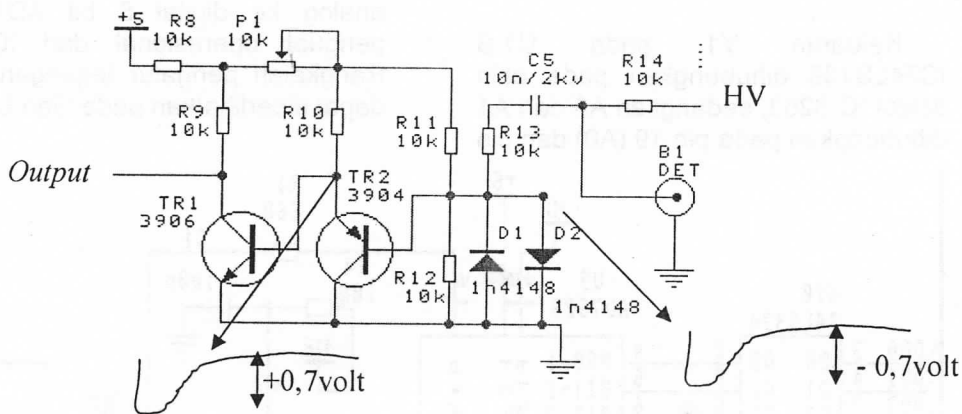 +5
R8
10k
P1
10k
C5
10n/2kv
R14
10k
HV
R9
10k
R10
10k
R11
10k
R13
10k
B1
DET
Output
TR1
3906
TR2
3904
D1
1n4148
D2
1n4148
R12
10k
+0,7volt
- 0,7volt